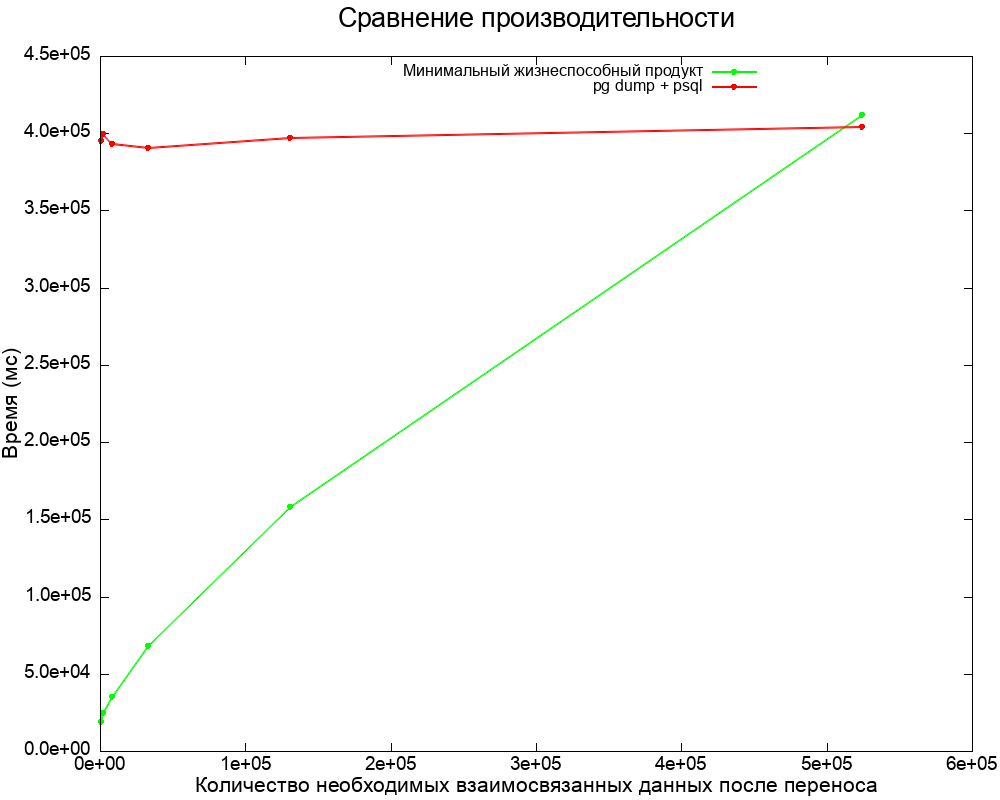 Сравнение производительности
Минимальный жизнеспособный продукт
pg dump + psql
4.5e+05
4.0e+05
3.5e+05
3.0e+05
2.5e+05
2.0e+05
1.5e+05
1.0e+05
5.0e+04
0.0e+00
Время (мс)
0e+00 1e+05 2e+05 3e+05 4e+05 5e+05 6e+05
Количество необходимых взаимосвязанных данных после переноса